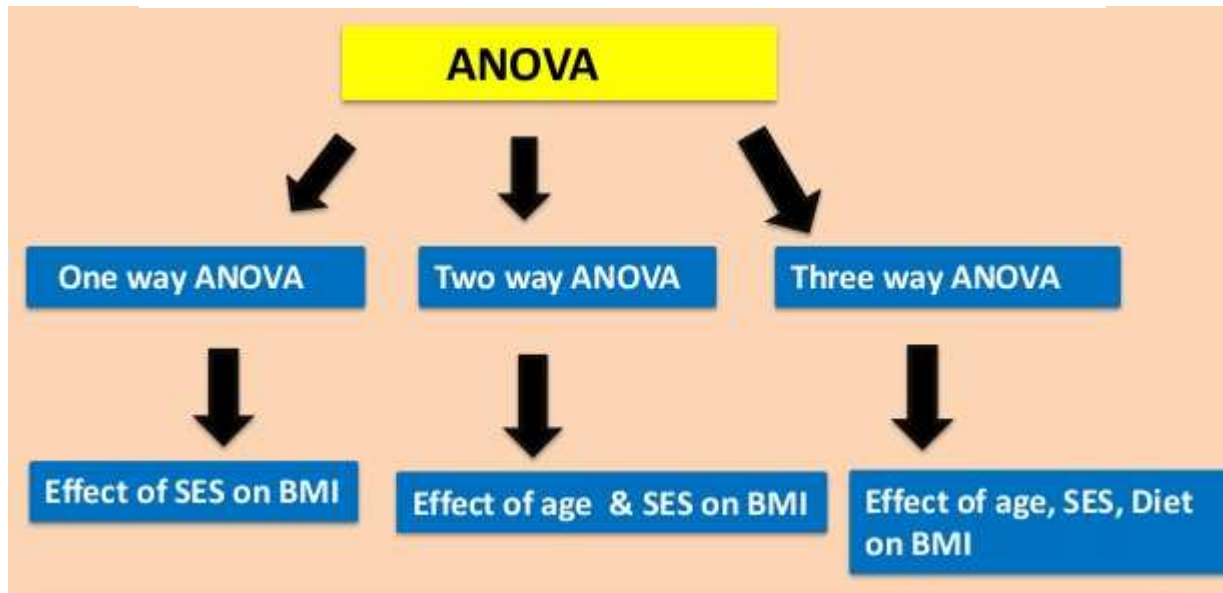 ANOVA
One way ANOVA
Two way ANOVA
Three way ANOVA
Effect of SES on BMI
Effect of age & SES on BMI
Effect of age, SES, Diet
on BMI